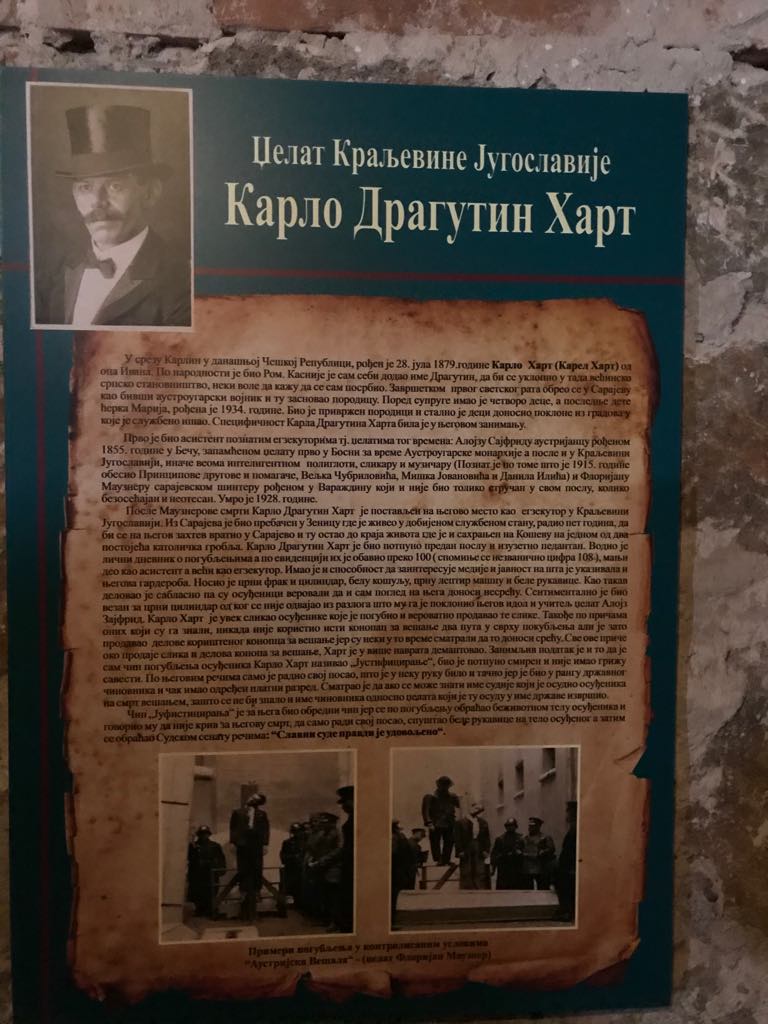 Џелат Краљевине Југославије
Карло Драгутин Харт
У срезу Карлин у данашњој Чешкој Републици, рођен је 28. јула 1879.године Карло Харт (Карел Харт) од
оца Ивана. По народности је био Ром. Касније је сам себи додао име Драгутин, да би се уклопио у тада већинско
српско становништво, неки воле да кажу да се сам посрбио. Завршетком првог светског рата обрео се у Сарајеву
као бивши аустроугарски војник и ту засновао породицу. Поред супруге имао је четворо деце, а последње дете
ћерка Марија, рођена је 1934. године. Био је привржен породици и стално је деци доносио поклоне из градова у
које је службено ишао. Специфичност Карла Драгутина Харта била је у његовом занимању.
Прво је био асистент познатим егзекуторима тј. целатима тог времена: Алојзу Сајфриду аустријанцу рођеном
1855. године у Бечу, запамћеном целату прво у Босни за време Аустроугарске монархије а после и у Краљевини
Југославији, иначе веома интелигентном полиглоти, сликару и музичару (Познат је по томе што је 1915. године
обесио Принципове другове и помагаче, Вељка Чубриловића, Мишка Јовановића и Данила Илића) и Флоријану
Маузнеру сарајевском шинтеру рођеном у Вараждину који и није био толико стручан у свом послу, колико
безосећајан и неотесан. Умро је 1928. године.
После Маузнерове смрти Карло Драгутин Харт је постављен на његово место као егзекутор у Краљевини
Југославији. Из Сарајева је био пребачен у Зеницу где је живео у добијеном службеном стану, радио пет година, да
би се на његов захтев вратио у Сарајево и ту остао до краја живота где је и сахрањен на Кошеву на једном од два
постојећа католичка гробља. Карло Драгутин Харт је био потпуно предан послу и изузетно педантан. Водио је
лични дневник о погубљењима а по евиденцији их је обавио преко 100 ( спомиње се незванично цифра 108 ), мањи
део као асистент а већи као егзекутор. Имао је и способност да заинтересује медије и јавност на шта је указивала и
његова гардероба. Носио је црни фрак и цилиндар, белу кошуљу, црну лептир машну и беле рукавице. Као такав
деловао је сабласно па су осуђеници веровали да и сам поглед на њега доноси несрећу. Сентиментално је био
везан за црни цилиндар од ког се није одвајао из разлога што му га је поклонио његов идол и учитељ целат Алојз
Зајфрид. Карло Харт је увек сликао осуђенике које је погубио и вероватно продавао те слике. Такође по причама
оних који су га знали, никада није користио исти конопац за вешање два пута у сврху погубљења али је зато
продавао делове кориштеног конопца за вешање јер су неки у то време сматрали да то доноси срећу. Све ове приче
око продаје слика и делова конопа за вешање, Харт је у више наврата демантовао. Занимљив податак је и то да је
сам чин погубљења осуђеника Карло Харт називао „Јустифицирање“, био је потпуно смирен и није имао грижу
савести. По његовим речима само је радио свој посао, што је у неку руку било и тачно јер је био у рангу државног
чиновника и чак имао одређен платни разред. Сматрао је да ако се може знати име судије који је осудио осуђеника
на смрт вешањем, зашто се не би знало и име чиновника односно целата који је ту осуду у име државе извршио.
Чин „Јуфистицирања“ је за њега био обредни чин јер се по погубљењу обраћао беживотном телу осуђеника и
говорио му да није крив за његову смрт, да само ради свој посао, спуштао беле рукавице на тело осуђеног а затим
се обраћао Судском сенату речима: “Славни суде правди је удовољено“.
Примери погубљења у контролисаним условима
“Аустријска Вешала“ - (целат Флоријан Маузнер)